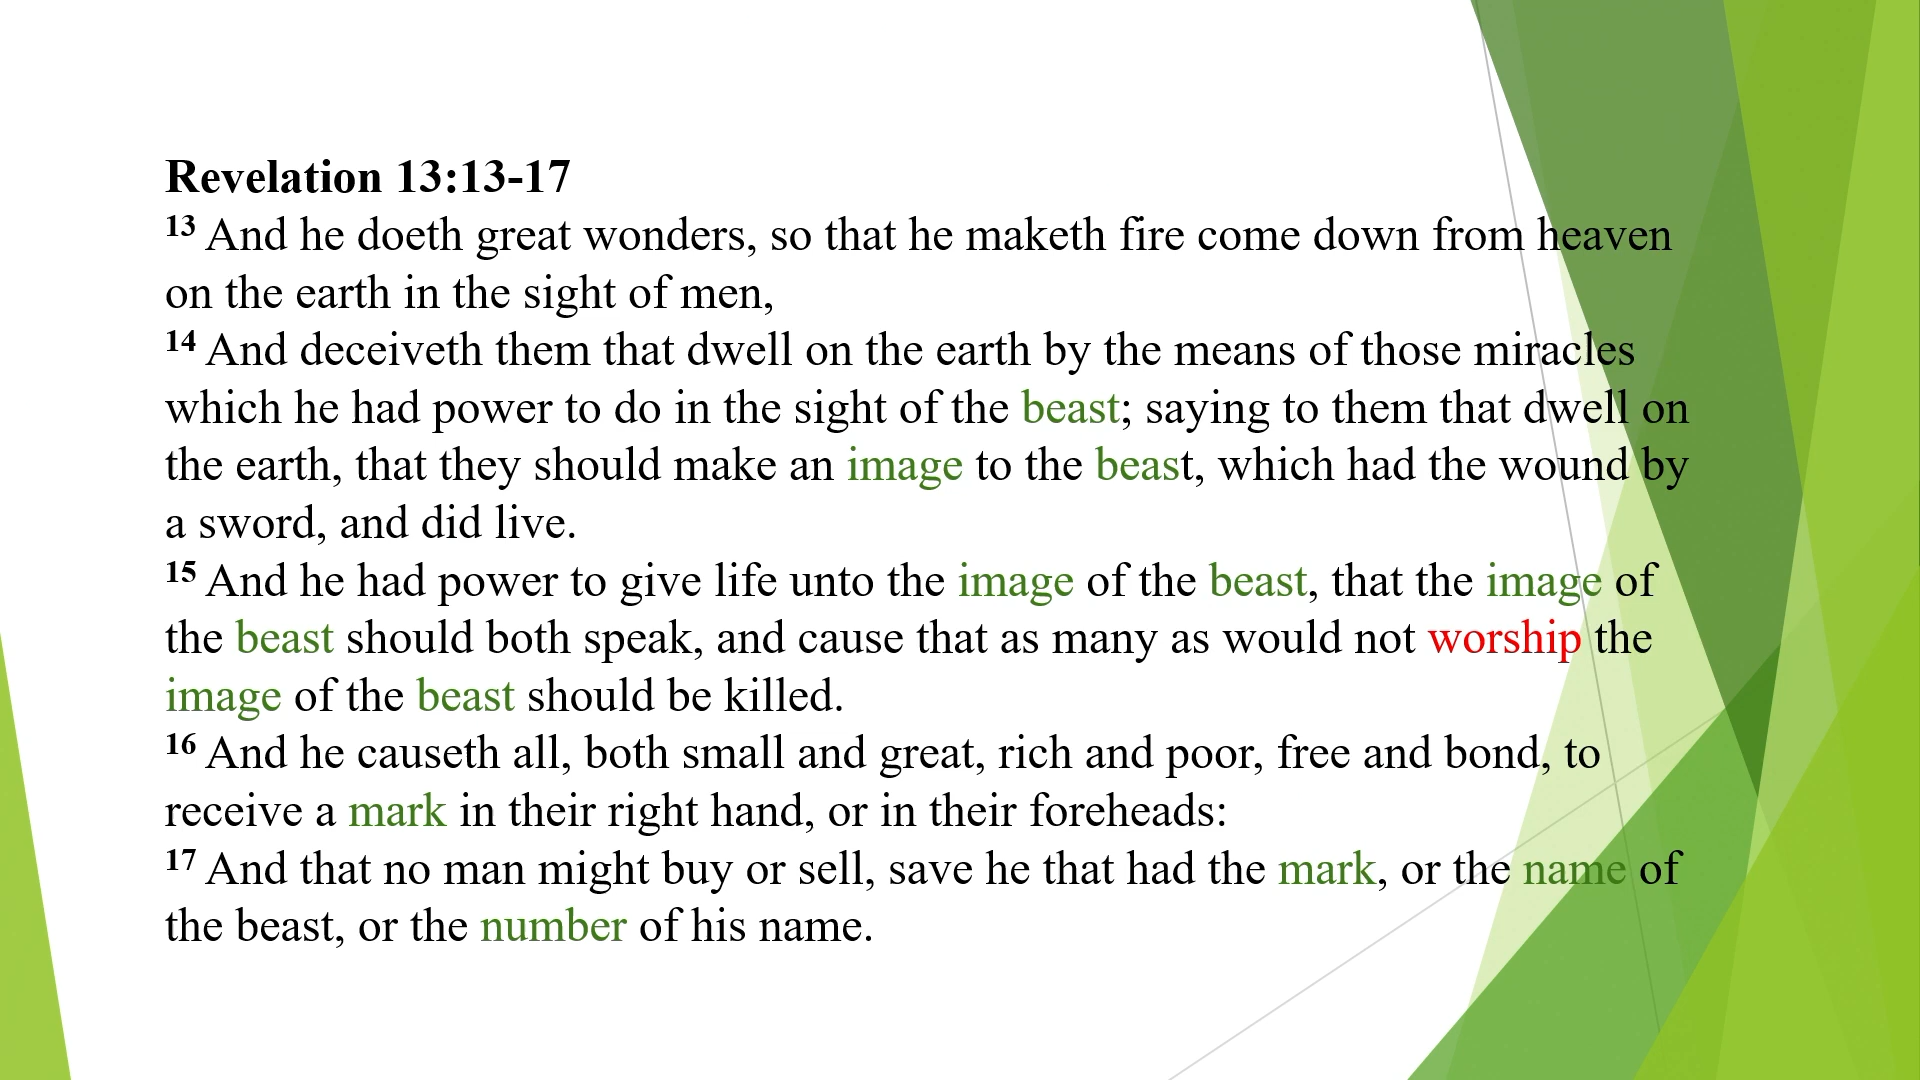 Revelation 13:13-17
13 And he doeth great wonders, so that he maketh fire come down from heaven
on the earth in the sight of men,
14 And deceiveth them that dwell on the earth by the means of those miracles
which he had power to do in the sight of the beast; saying to them that dwell on
the earth, that they should make an image to the beast, which had the wound by
a sword, and did live.
15 And he had power to give life unto the image of the beast, that the image of
the beast should both speak, and cause that as many as would not worship the
image of the beast should be killed.
16 And he causeth all, both small and great, rich and poor, free and bond, to
receive a mark in their right hand, or in their foreheads:
17 And that no man might buy or sell, save he that had the mark, or the name of
the beast, or the number of his name.